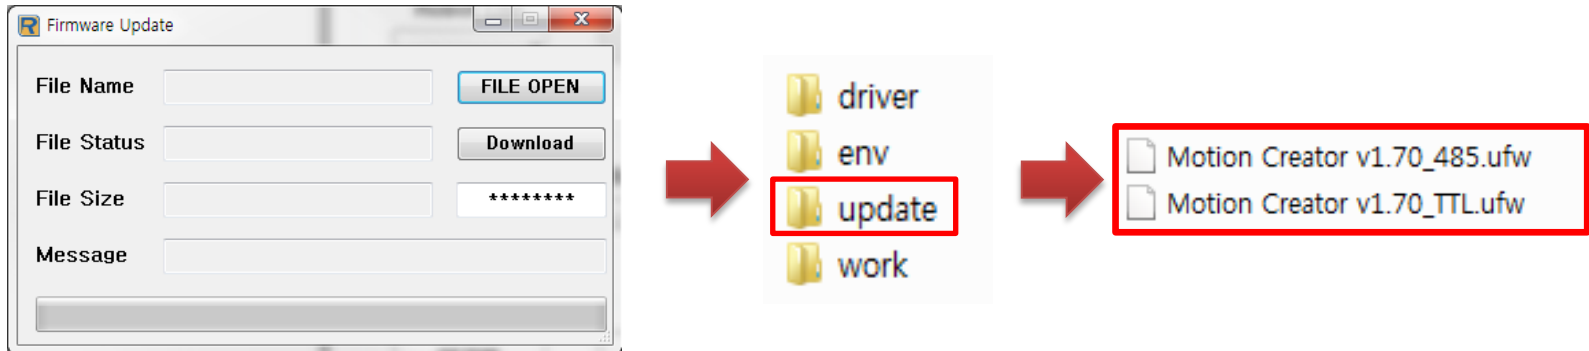 Firmware Update
File Name
FILE OPEN
File Status
Download
File Size
********
Message
driver
env
update
work
Motion Creator v1.70_485.ufw
Motion Creator v1.70_TTL.ufw